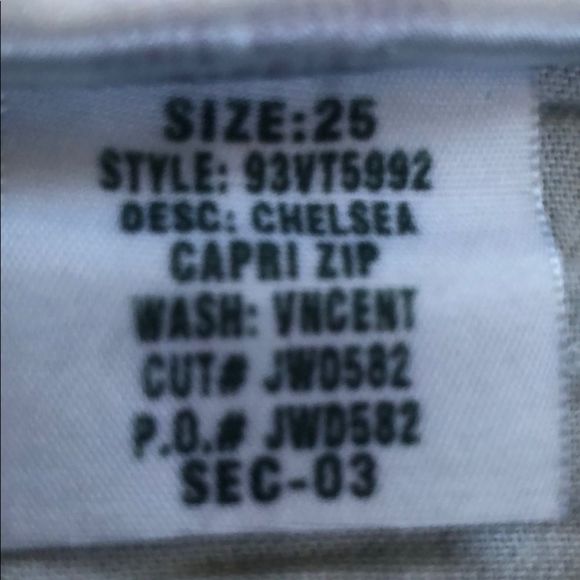 SIZE:25
STYLE: 93VT5992
DESC: CHELSEA
CAPRI ZIP
WASH: VNCENT
CUT# JWD582
P.O.# JWD582
SEC-03